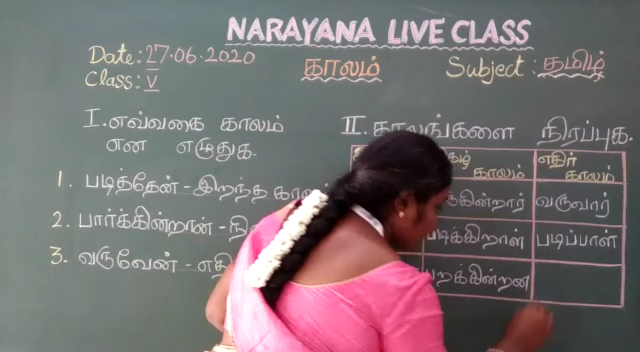 NARAYANA LIVE CLASS
Date: 27.06.2020
Class: V
காலம்
Subject: தமிழ்
I. எவ்வகை காலம்
என எழுதுக.
1. படித்தேன் - இறந்த
2. பார்க்கின்றான் -
3. வருவேன் -
II. காலங்களை நிரப்புக.
காலம்
எதிர்
காலம்
வருவார்
படிக்கிறாள்
படிப்பாள்